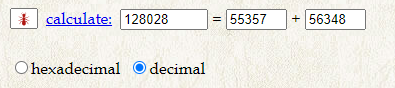 calculate: 128028 = 55357 + 56348
hexadecimal decimal